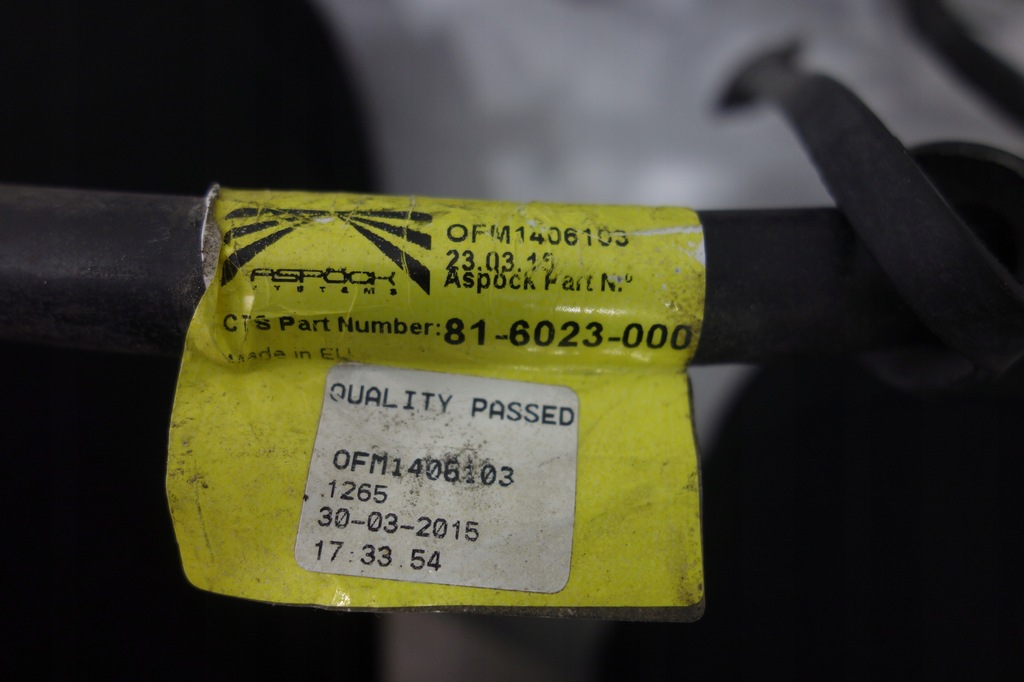 ASPÖCK
SYSTEMS
OFM1406103
23.03.15
Aspöck Part N.º
CTS Part Number: 81-6023-000
Made in EU
QUALITY PASSED
OFM1406103
1265
30-03-2015
17:33.54